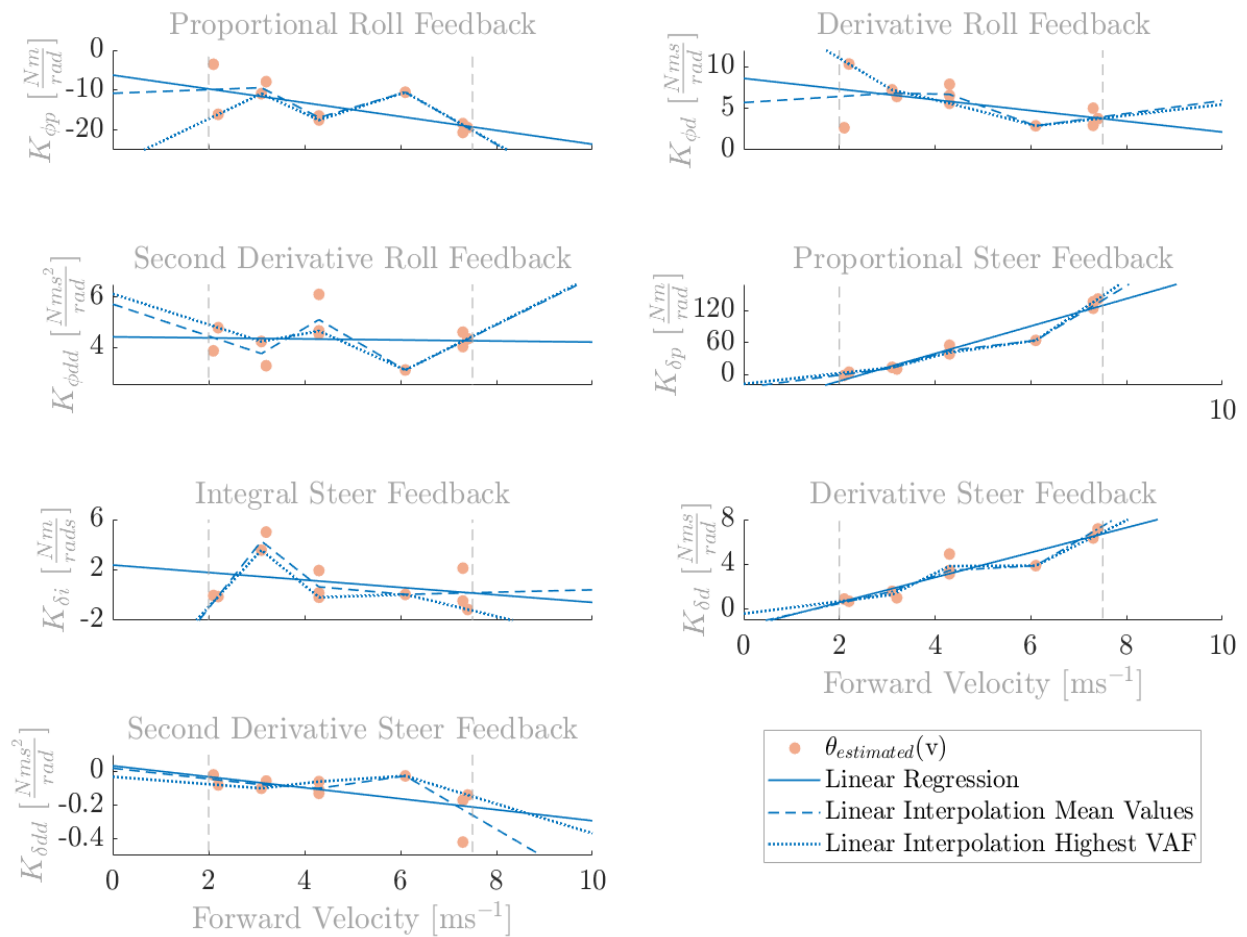 Proportional Roll Feedback
K_{ϕp} [Nm/rad]
0
-10
-20
Derivative Roll Feedback
K_{ϕd} [Nms/rad]
10
5
0
Second Derivative Roll Feedback
K_{ϕdd} [Nms²/rad]
6
4
Proportional Steer Feedback
K_{δp} [Nm/rad]
120
60
0
10
Integral Steer Feedback
K_{δi} [Nm/rads]
6
2
-2
Derivative Steer Feedback
K_{δd} [Nms/rad]
8
4
0
0 2 4 6 8 10
Forward Velocity [ms⁻¹]
Second Derivative Steer Feedback
K_{δdd} [Nms²/rad]
0
-0.2
-0.4
0 2 4 6 8 10
Forward Velocity [ms⁻¹]
θ_{estimated}(v)
Linear Regression
Linear Interpolation Mean Values
Linear Interpolation Highest VAF